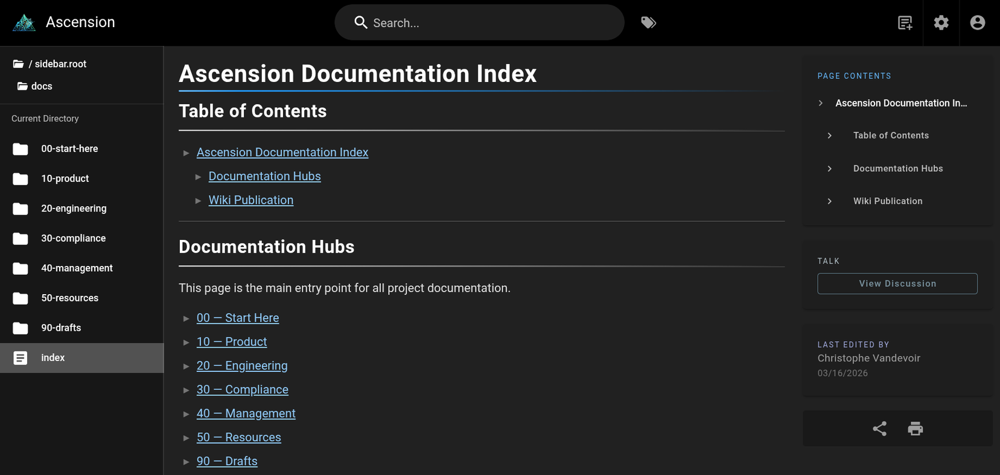 Ascension
Search...
/ sidebar.root
docs
Current Directory
00-start-here
10-product
20-engineering
30-compliance
40-management
50-resources
90-drafts
index
Ascension Documentation Index
Table of Contents
Ascension Documentation Index
Documentation Hubs
Wiki Publication
Documentation Hubs
This page is the main entry point for all project documentation.
00 — Start Here
10 — Product
20 — Engineering
30 — Compliance
40 — Management
50 — Resources
90 — Drafts
PAGE CONTENTS
Ascension Documentation In...
Table of Contents
Documentation Hubs
Wiki Publication
TALK
View Discussion
LAST EDITED BY
Christophe Vandevoir
03/16/2026